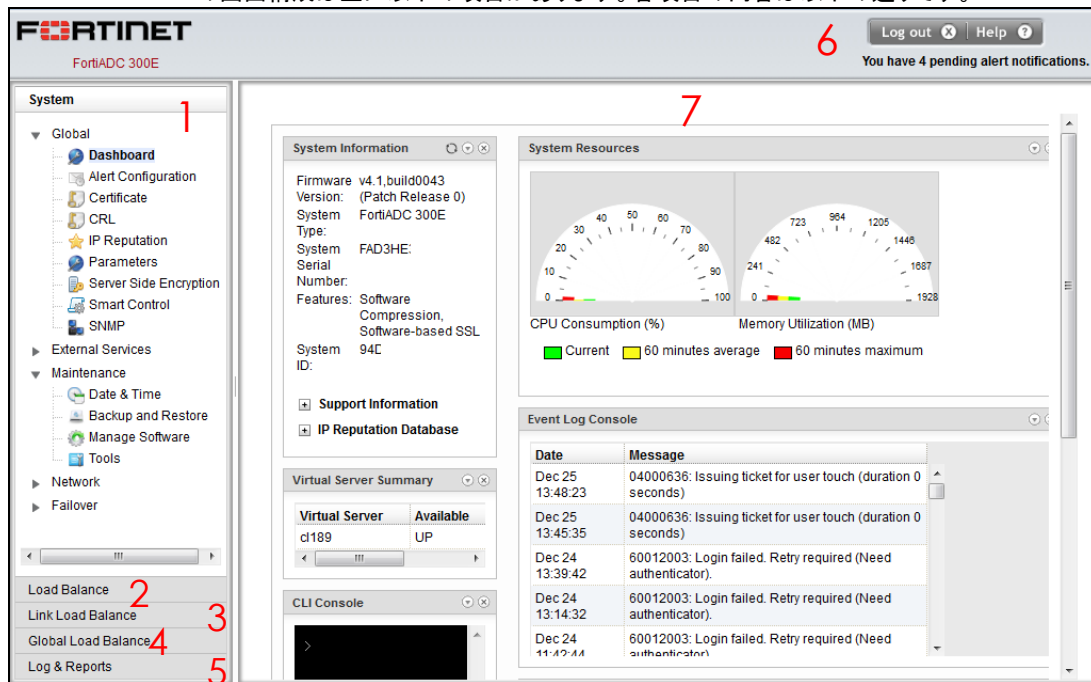 FORTINET
FortiADC 300E
6
Log out
Help
You have 4 pending alert notifications.
System
1
Global
Dashboard
Alert Configuration
Certificate
CRL
IP Reputation
Parameters
Server Side Encryption
Smart Control
SNMP
External Services
Maintenance
Date & Time
Backup and Restore
Manage Software
Tools
Network
Failover
Load Balance
2
Link Load Balance
3
Global Load Balance
4
Log & Reports
5
7
System Information
Firmware Version: v4.1,build0043 (Patch Release 0)
System Type: FortiADC 300E
System Serial Number: FAD3HE
Features: Software Compression, Software-based SSL
System ID: 94
Support Information
IP Reputation Database
Virtual Server Summary
Virtual Server Available
cl189 UP
CLI Console
>
System Resources
0 10 20 30 40 50 60 70 80 90 100
CPU Consumption (%)
0 241 482 723 964 1205 1446 1687 1928
Memory Utilization (MB)
Current 60 minutes average 60 minutes maximum
Event Log Console
Date Message
Dec 25 13:48:23 04000636: Issuing ticket for user touch (duration 0 seconds)
Dec 25 13:45:35 04000636: Issuing ticket for user touch (duration 0 seconds)
Dec 24 13:39:42 60012003: Login failed. Retry required (Need authenticator).
Dec 24 13:14:32 60012003: Login failed. Retry required (Need authenticator).
Dec 24 11:42:44 60012003: Login failed. Retry required (Need authenticator).